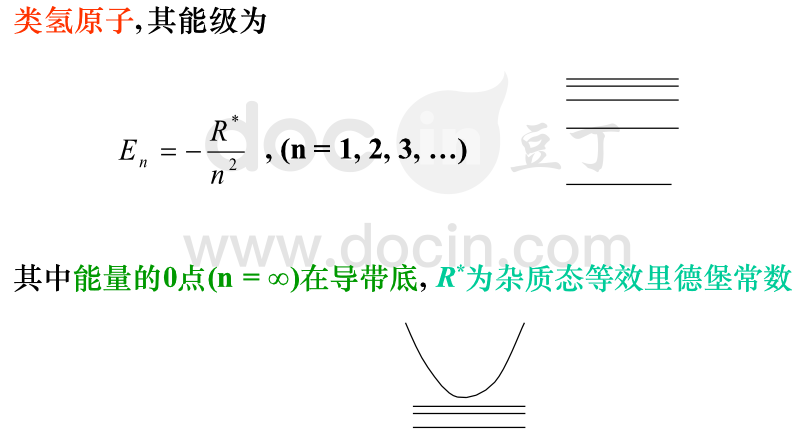 类氢原子,其能级为
E_n = - R^* / n^2 , (n = 1, 2, 3, …)
docin 豆丁
www.docin.com
其中能量的0点(n = ∞)在导带底, R*为杂质态等效里德堡常数